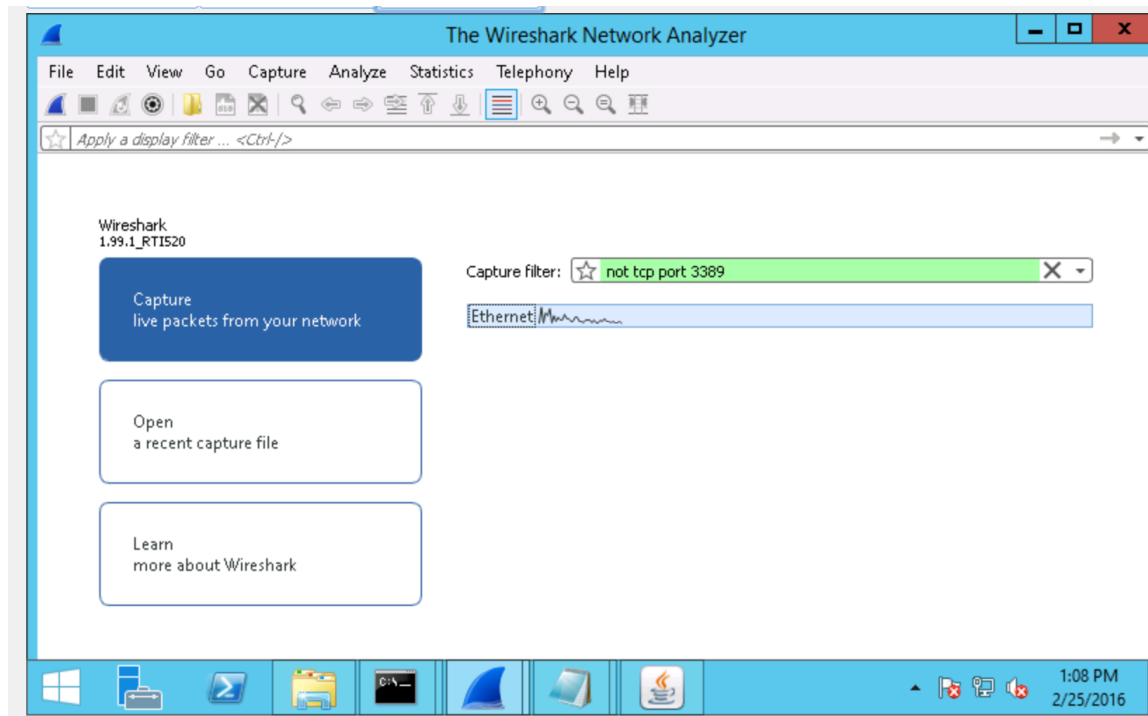 The Wireshark Network Analyzer
File Edit View Go Capture Analyze Statistics Telephony Help
Apply a display filter ... <Ctrl-/>
Wireshark
1.99.1_RTI520
Capture
live packets from your network
Capture filter: not tcp port 3389
Ethernet
Open
a recent capture file
Learn
more about Wireshark
1:08 PM
2/25/2016